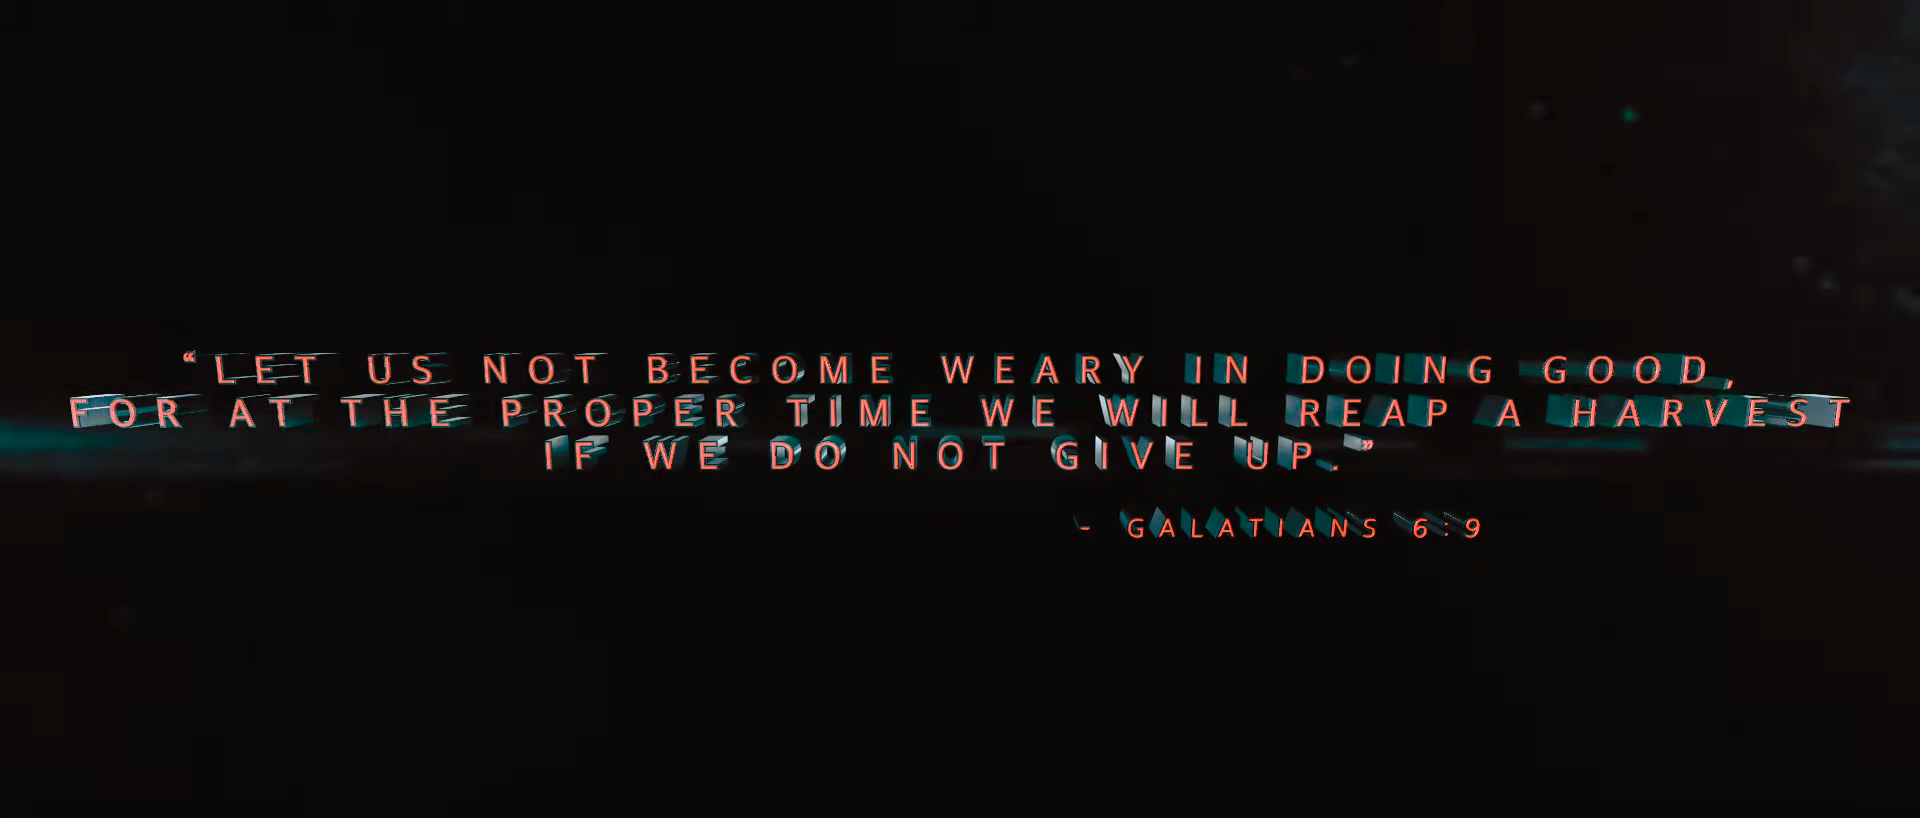 “LET US NOT BECOME WEARY IN DOING GOOD,
FOR AT THE PROPER TIME WE WILL REAP A HARVEST
IF WE DO NOT GIVE UP.”
- GALATIANS 6:9